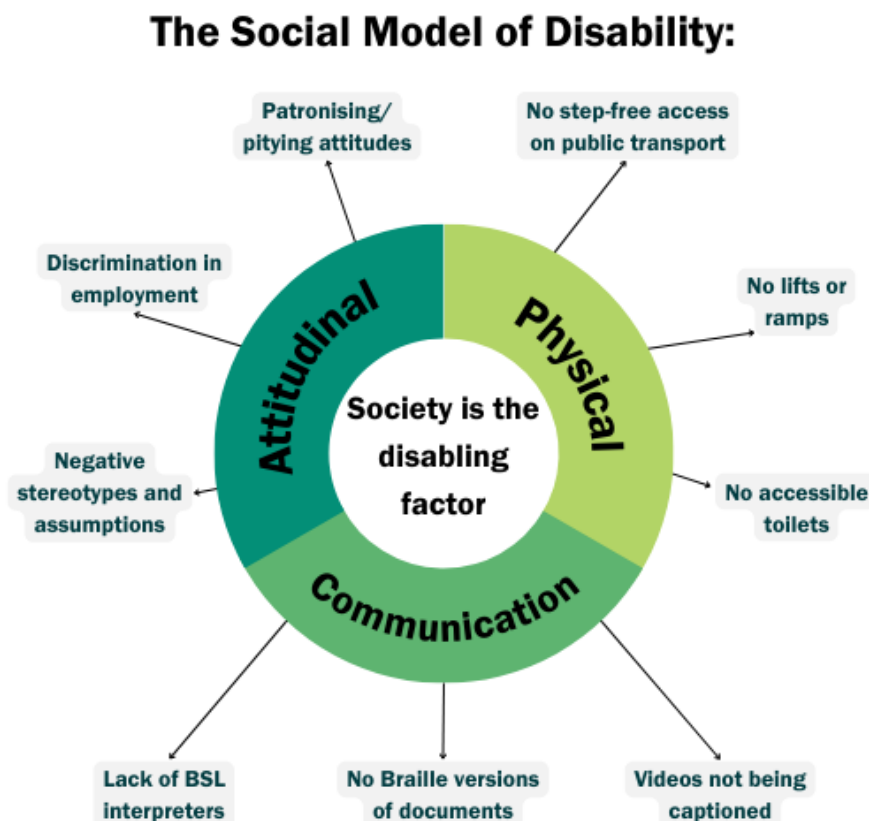 The Social Model of Disability:
Patronising/
pitying attitudes
No step-free access
on public transport
Discrimination in
employment
No lifts or
ramps
Attitudinal
Physical
Society is the
disabling
factor
Negative
stereotypes and
assumptions
No accessible
toilets
Communication
Lack of BSL
interpreters
No Braille versions
of documents
Videos not being
captioned